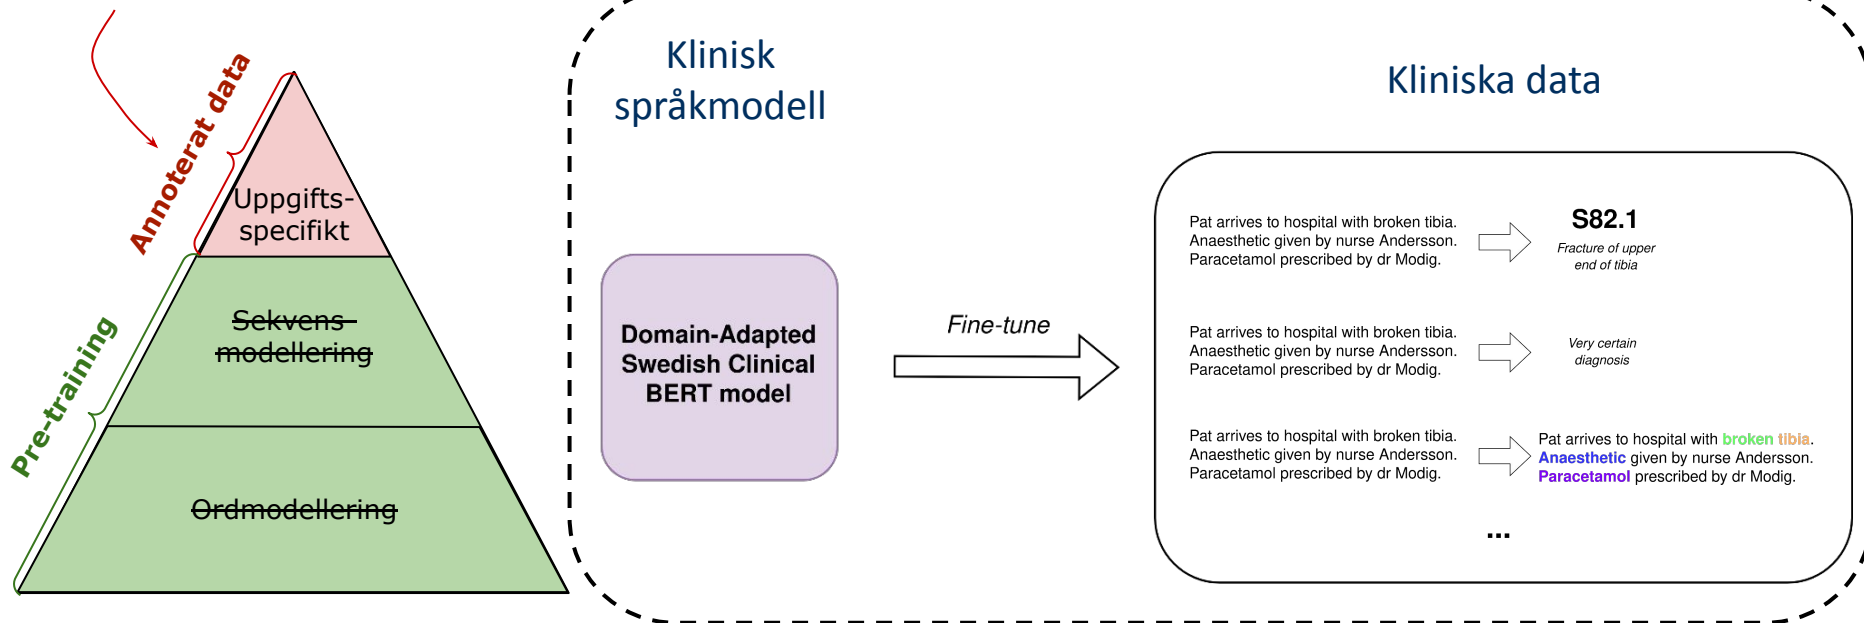 Annoterat data
Uppgifts-
specifikt
Pre-training
Sekvens-
modellering
Ordmodellering
Klinisk
språkmodell
Domain-Adapted
Swedish Clinical
BERT model
Fine-tune
Kliniska data
Pat arrives to hospital with broken tibia.
Anaesthetic given by nurse Andersson.
Paracetamol prescribed by dr Modig.
S82.1
Fracture of upper
end of tibia
Pat arrives to hospital with broken tibia.
Anaesthetic given by nurse Andersson.
Paracetamol prescribed by dr Modig.
Very certain
diagnosis
Pat arrives to hospital with broken tibia.
Anaesthetic given by nurse Andersson.
Paracetamol prescribed by dr Modig.
Pat arrives to hospital with broken tibia.
Anaesthetic given by nurse Andersson.
Paracetamol prescribed by dr Modig.
...